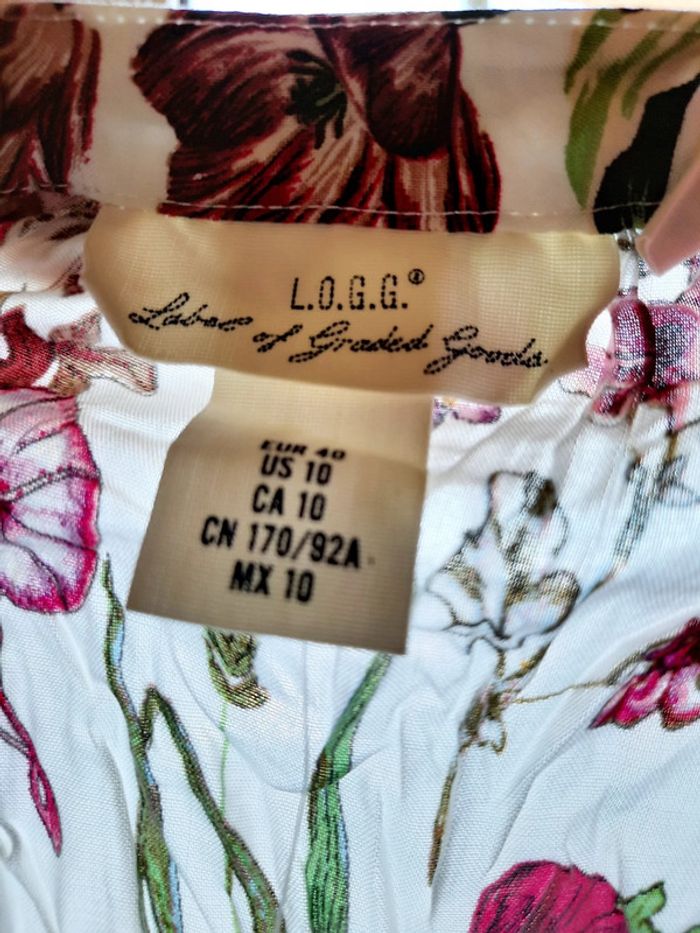 L.O.G.G.®
Label of Graded Goods
EUR 40
US 10
CA 10
CN 170/92A
MX 10